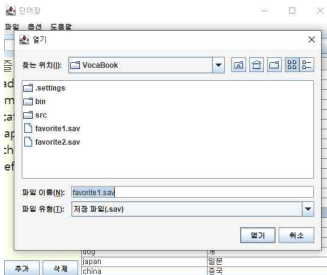 단어장
파일 옵션 도움말
열기
찾는 위치(I): VocaBook
.settings
bin
src
favorite1.sav
favorite2.sav
파일 이름(N): favorite1.sav
파일 유형(T): 저장 파일(.sav)
열기 취소
dog 개
japan 일본
china 중국
추가 삭제